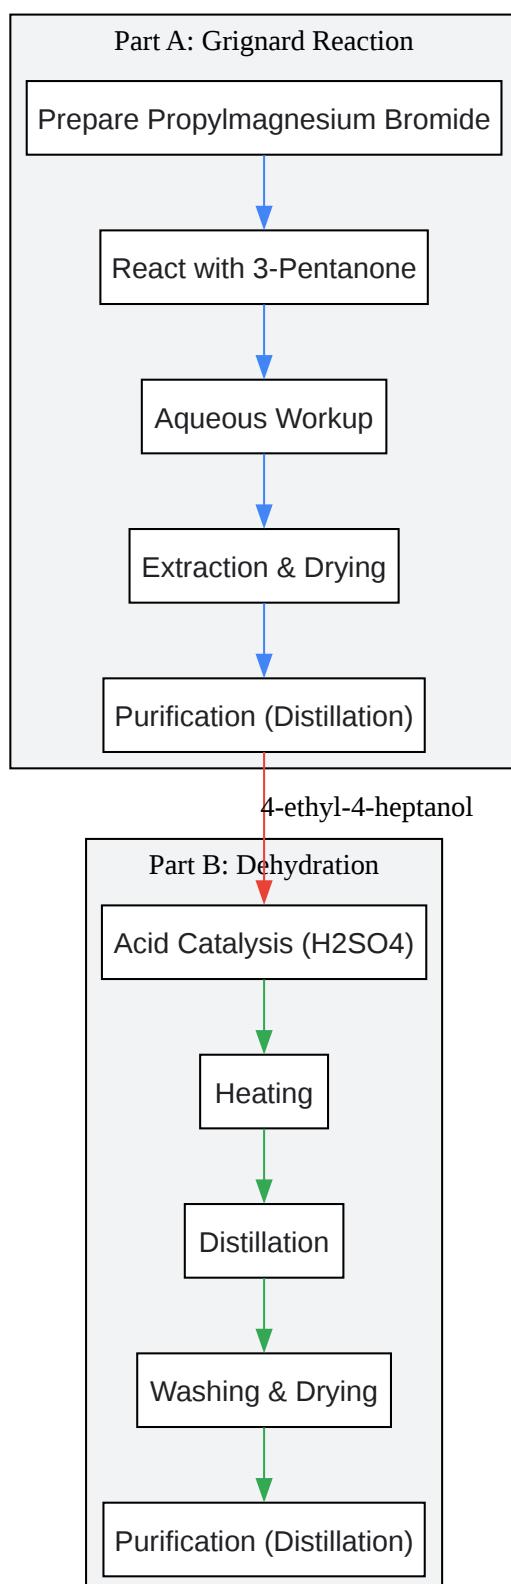 Part A: Grignard Reaction
Prepare Propylmagnesium Bromide
React with 3-Pentanone
Aqueous Workup
Extraction & Drying
Purification (Distillation)
4-ethyl-4-heptanol
Part B: Dehydration
Acid Catalysis (H2SO4)
Heating
Distillation
Washing & Drying
Purification (Distillation)